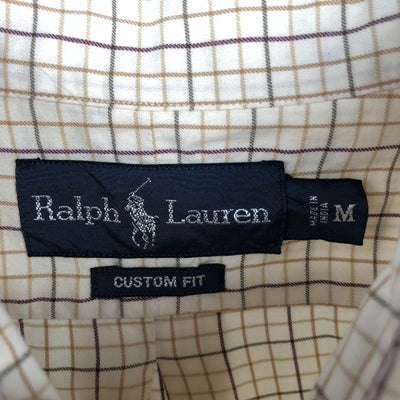 Ralph Lauren
MADE IN
INDIA
M
CUSTOM FIT